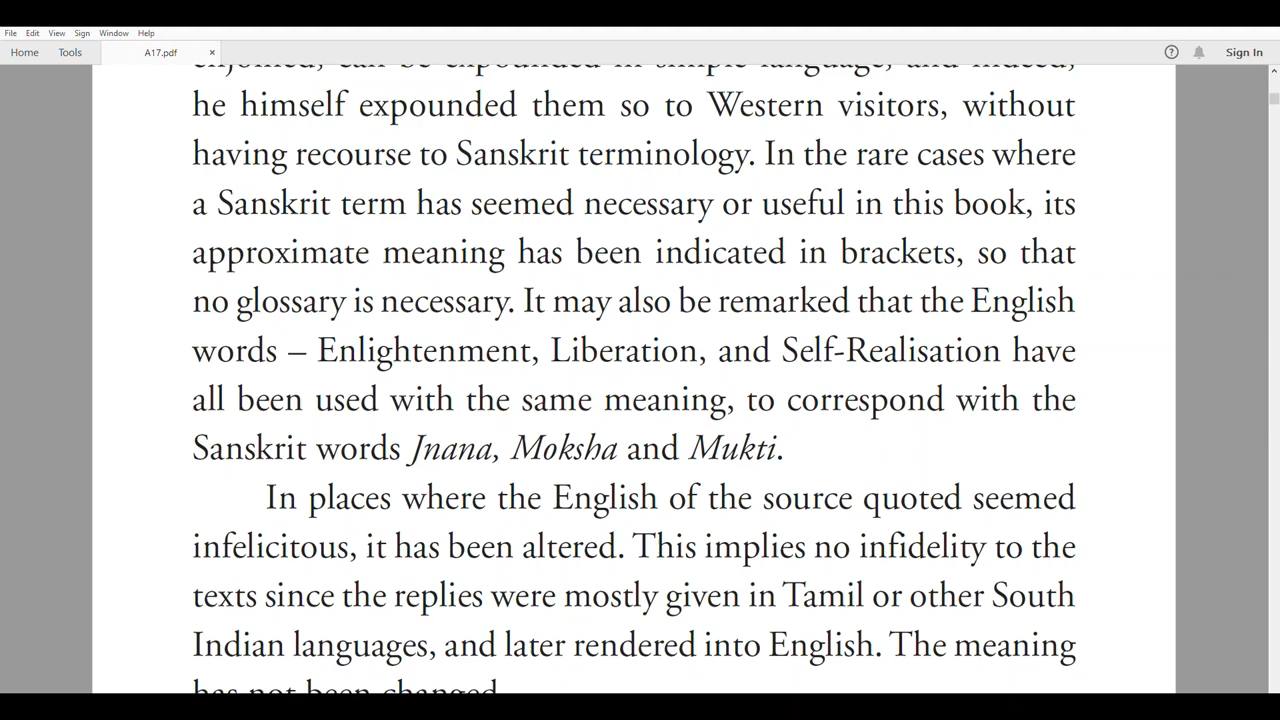 File Edit View Sign Window Help
Home Tools A17.pdf × ? Sign In
enjoined, can be expounded in simple language, and indeed,
he himself expounded them so to Western visitors, without
having recourse to Sanskrit terminology. In the rare cases where
a Sanskrit term has seemed necessary or useful in this book, its
approximate meaning has been indicated in brackets, so that
no glossary is necessary. It may also be remarked that the English
words – Enlightenment, Liberation, and Self-Realisation have
all been used with the same meaning, to correspond with the
Sanskrit words Jnana, Moksha and Mukti.
In places where the English of the source quoted seemed
infelicitous, it has been altered. This implies no infidelity to the
texts since the replies were mostly given in Tamil or other South
Indian languages, and later rendered into English. The meaning
has not been changed.